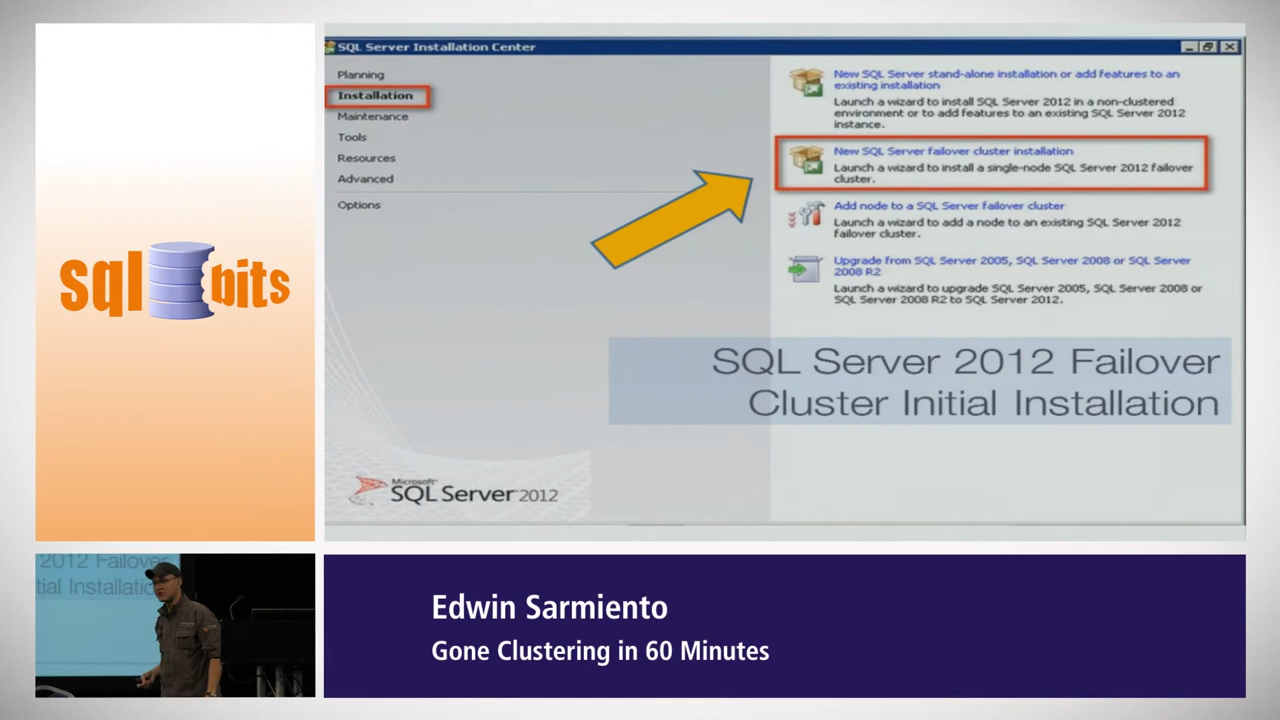 sql bits
SQL Server Installation Center
Planning
Installation
Maintenance
Tools
Resources
Advanced
Options
New SQL Server stand-alone installation or add features to an
existing installation
Launch a wizard to install SQL Server 2012 in a non-clustered
environment or to add features to an existing SQL Server 2012
instance.
New SQL Server failover cluster installation
Launch a wizard to install a single-node SQL Server 2012 failover
cluster.
Add node to a SQL Server failover cluster
Launch a wizard to add a node to an existing SQL Server 2012
failover cluster.
Upgrade from SQL Server 2005, SQL Server 2008 or SQL Server
2008 R2
Launch a wizard to upgrade SQL Server 2005, SQL Server 2008 or
SQL Server 2008 R2 to SQL Server 2012.
SQL Server 2012 Failover
Cluster Initial Installation
Microsoft
SQL Server 2012
2012 Failover
tial Installatio
Edwin Sarmiento
Gone Clustering in 60 Minutes